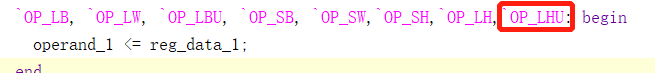 `OP_LB, `OP_LW, `OP_LBU, `OP_SB, `OP_SW,`OP_SH,`OP_LH,`OP_LHU: begin
operand_1 <= reg_data_1;
end